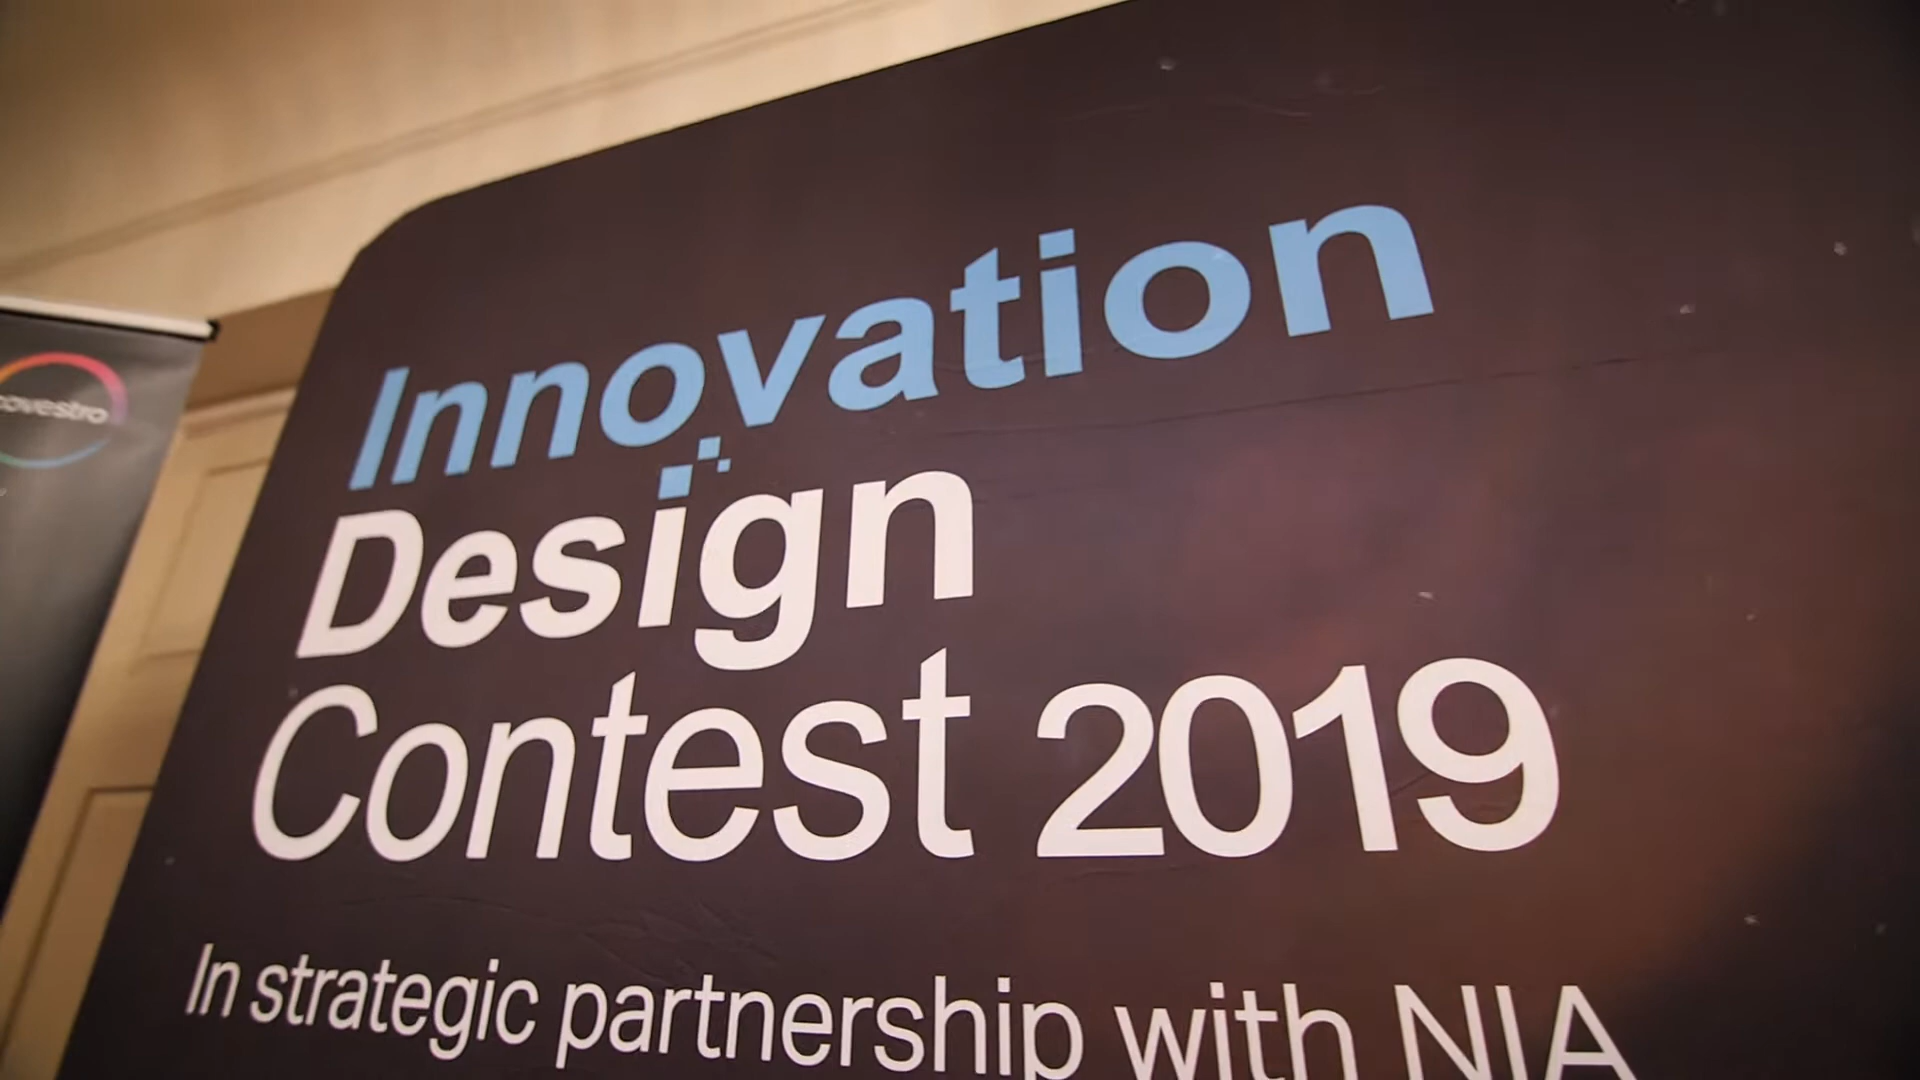 covestro
Innovation
Design
Contest 2019
In strategic partnership with NIA